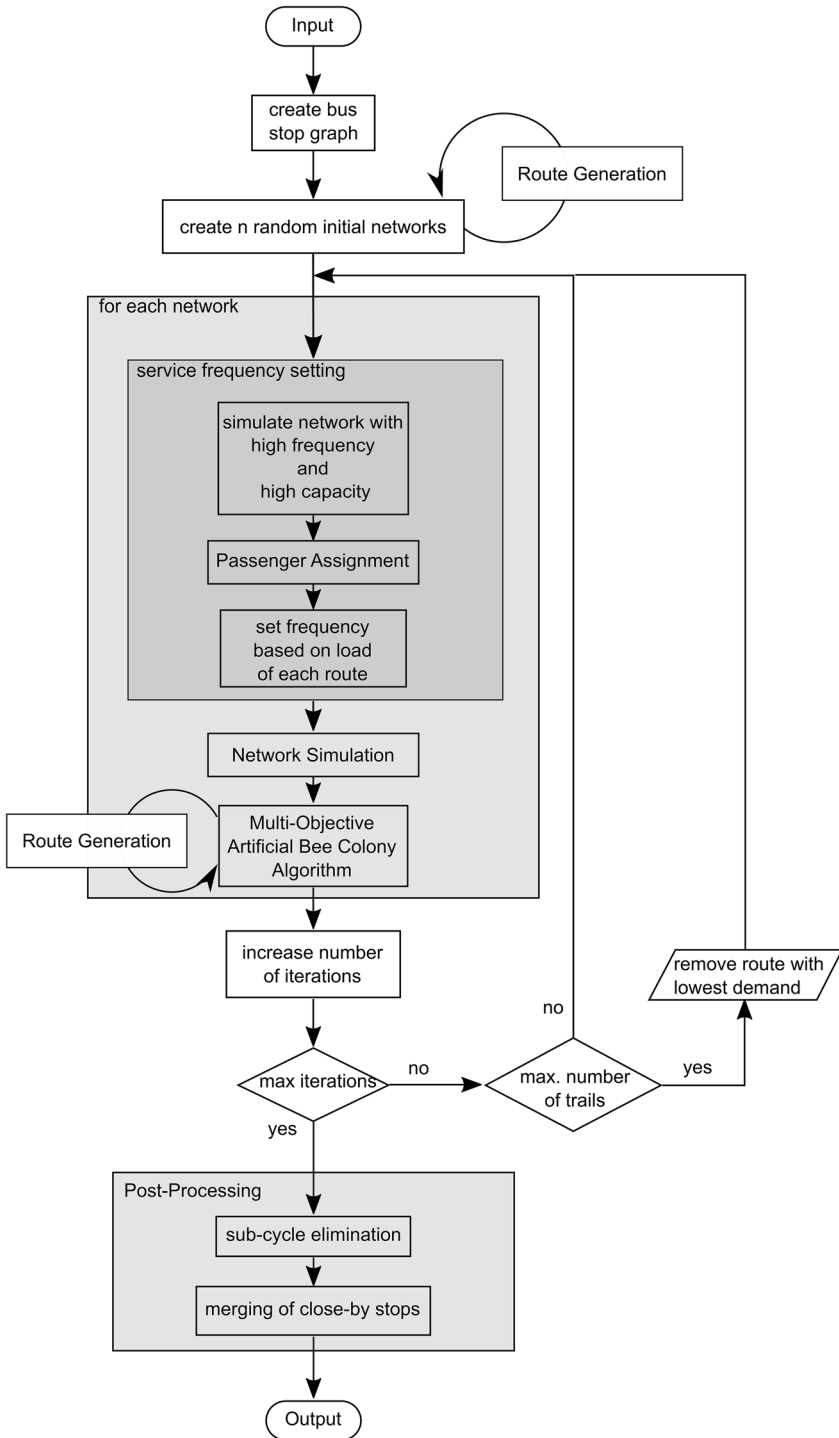 Input
create bus
stop graph
Route Generation
create n random initial networks
for each network
service frequency setting
simulate network with
high frequency
and
high capacity
Passenger Assignment
set frequency
based on load
of each route
Network Simulation
Route Generation
Multi-Objective
Artificial Bee Colony
Algorithm
increase number
of iterations
remove route with
lowest demand
no
max iterations
no
max. number
of trails
yes
yes
Post-Processing
sub-cycle elimination
merging of close-by stops
Output